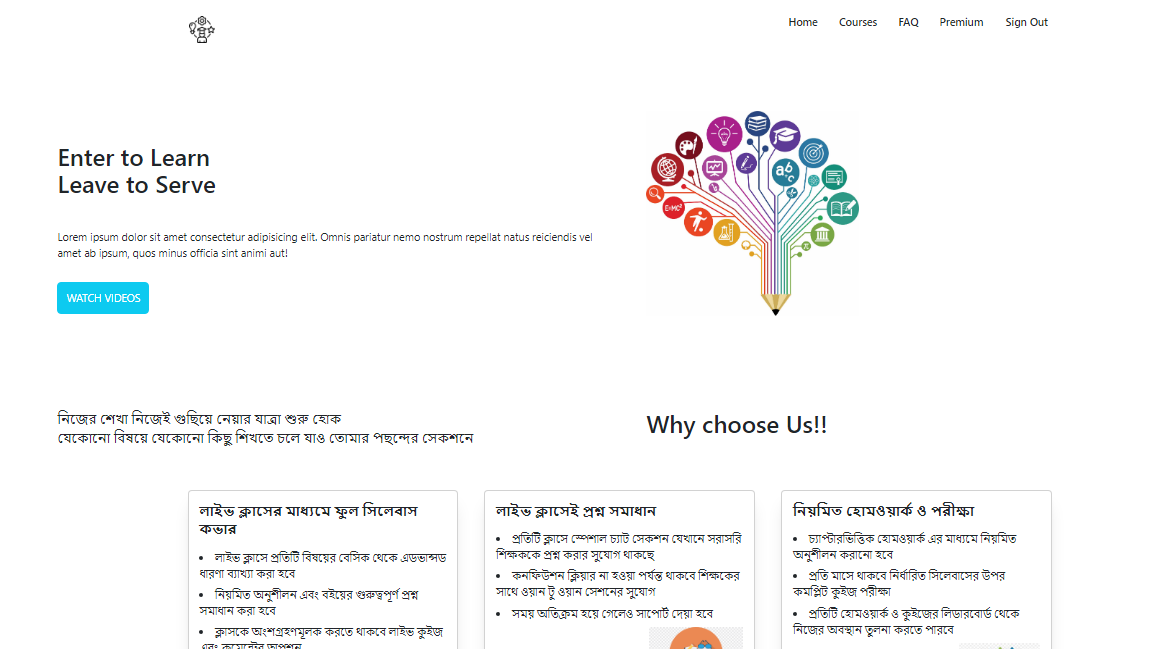 Home Courses FAQ Premium Sign Out
Enter to Learn
Leave to Serve
Lorem ipsum dolor sit amet consectetur adipisicing elit. Omnis pariatur nemo nostrum repellat natus reiciendis vel
amet ab ipsum, quos minus officia sint animi aut!
WATCH VIDEOS
ab
c
E=MC²
নিজের শেখা নিজেই গুছিয়ে নেয়ার যাত্রা শুরু হোক
যেকোনো বিষয়ে যেকোনো কিছু শিখতে চলে যাও তোমার পছন্দের সেকশনে
Why choose Us!!
লাইভ ক্লাসের মাধ্যমে ফুল সিলেবাস
কভার
• লাইভ ক্লাসে প্রতিটি বিষয়ের বেসিক থেকে এডভান্সড
ধারণা ব্যাখ্যা করা হবে
• নিয়মিত অনুশীলন এবং বইয়ের গুরুত্বপূর্ণ প্রশ্ন
সমাধান করা হবে
• ক্লাসকে অংশগ্রহণমূলক করতে থাকবে লাইভ কুইজ
এবং কমেন্টের অপশন
লাইভ ক্লাসেই প্রশ্ন সমাধান
• প্রতিটি ক্লাসে স্পেশাল চ্যাট সেকশন যেখানে সরাসরি
শিক্ষককে প্রশ্ন করার সুযোগ থাকছে
• কনফিউশন ক্লিয়ার না হওয়া পর্যন্ত থাকবে শিক্ষকের
সাথে ওয়ান টু ওয়ান সেশনের সুযোগ
• সময় অতিক্রম হয়ে গেলেও সাপোর্ট দেয়া হবে
নিয়মিত হোমওয়ার্ক ও পরীক্ষা
• চ্যাপ্টারভিত্তিক হোমওয়ার্ক এর মাধ্যমে নিয়মিত
অনুশীলন করানো হবে
• প্রতি মাসে থাকবে নির্ধারিত সিলেবাসের উপর
কমপ্লিট কুইজ পরীক্ষা
• প্রতিটি হোমওয়ার্ক ও কুইজের লিডারবোর্ড থেকে
নিজের অবস্থান তুলনা করতে পারবে